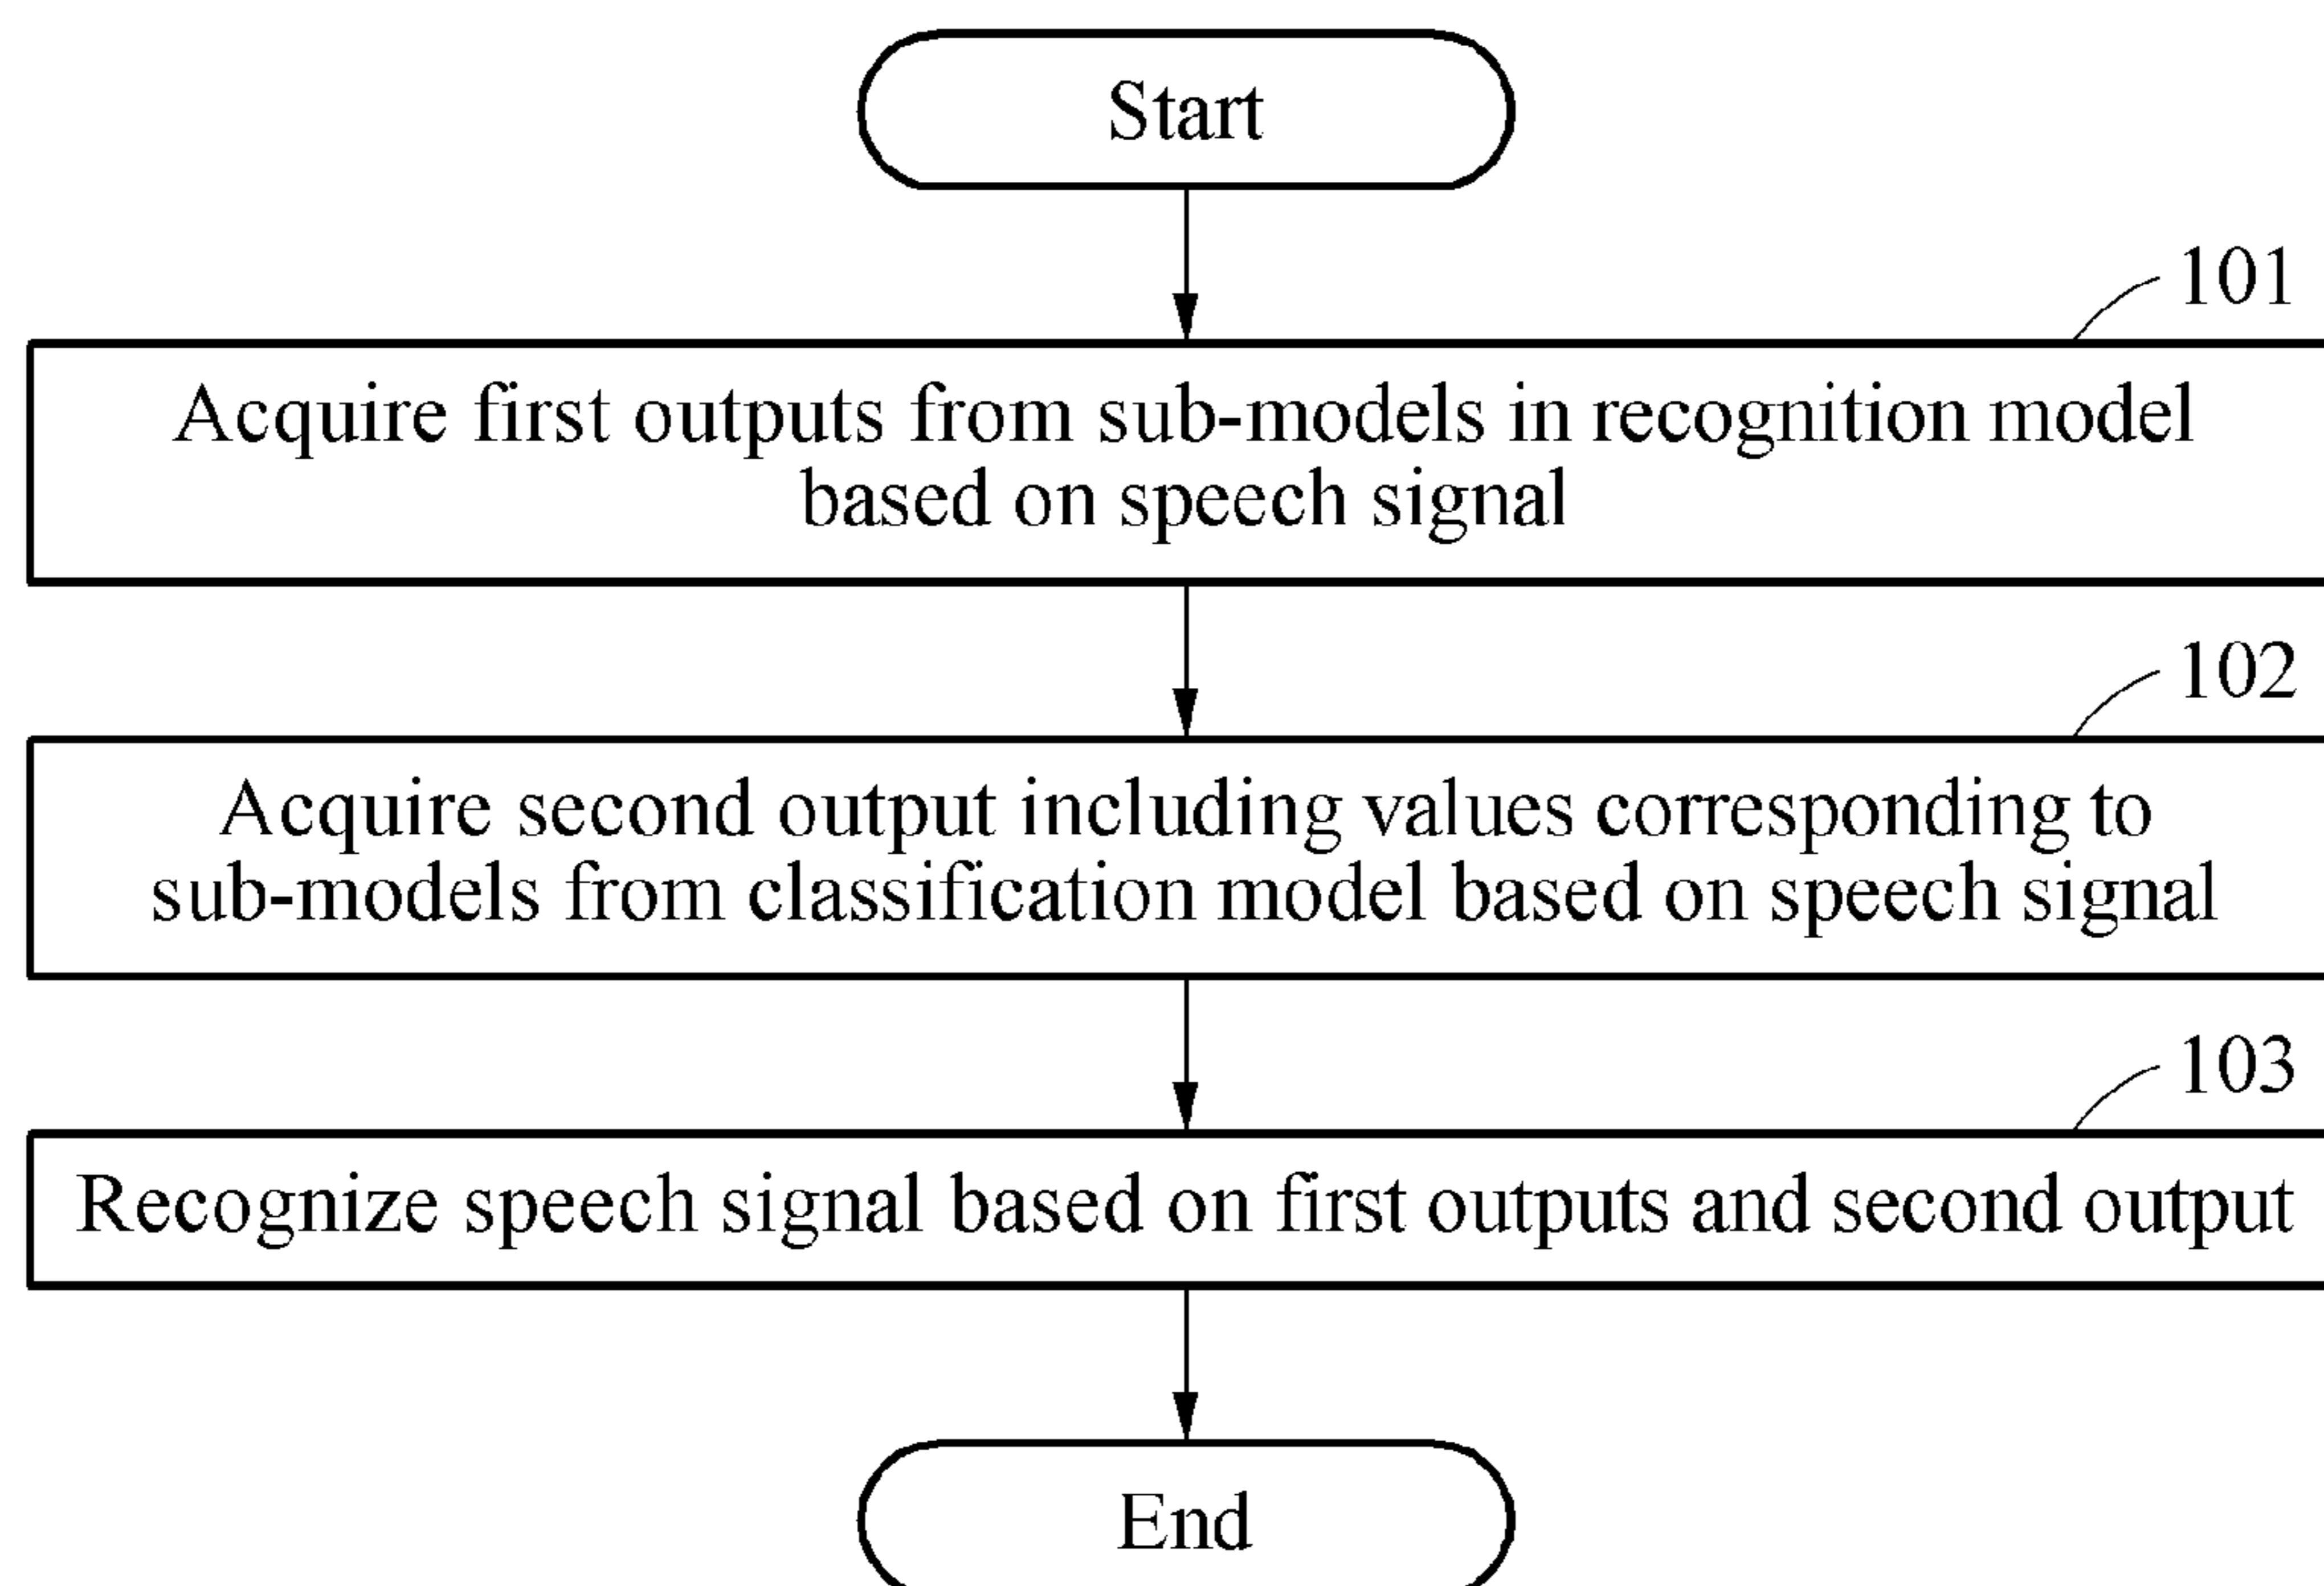 Start
101
Acquire first outputs from sub-models in recognition model
based on speech signal
102
Acquire second output including values corresponding to
sub-models from classification model based on speech signal
103
Recognize speech signal based on first outputs and second output
End